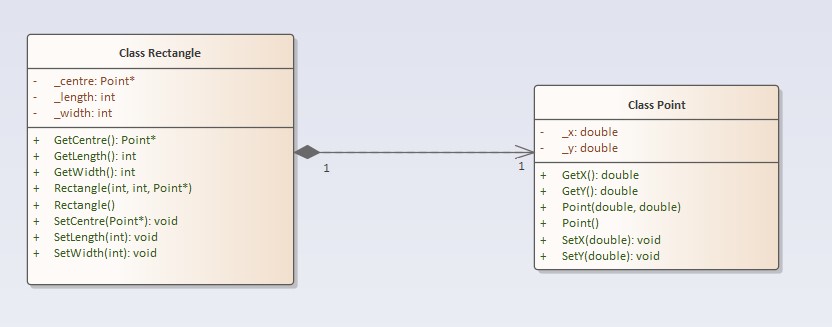 Class Rectangle
- _centre: Point*
- _length: int
- _width: int
+ GetCentre(): Point*
+ GetLength(): int
+ GetWidth(): int
+ Rectangle(int, int, Point*)
+ Rectangle()
+ SetCentre(Point*): void
+ SetLength(int): void
+ SetWidth(int): void
1
1
Class Point
- _x: double
- _y: double
+ GetX(): double
+ GetY(): double
+ Point(double, double)
+ Point()
+ SetX(double): void
+ SetY(double): void